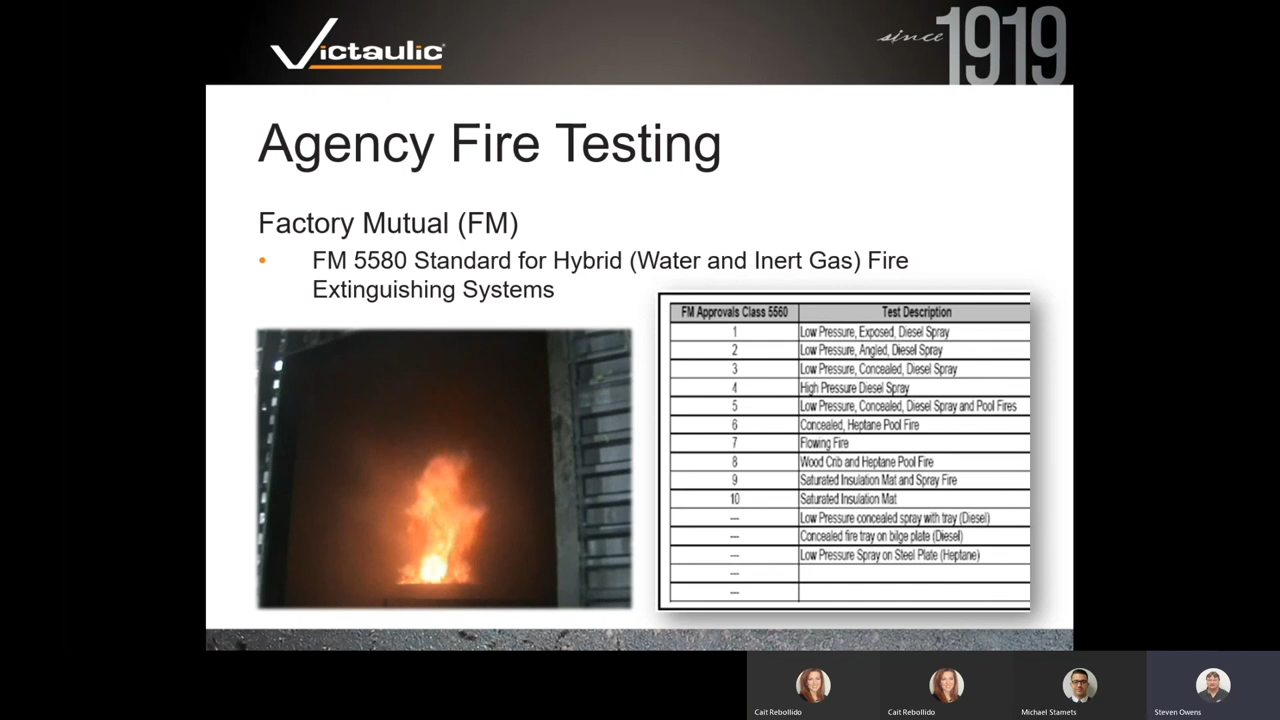 Victaulic
since 1919
Agency Fire Testing
Factory Mutual (FM)
• FM 5580 Standard for Hybrid (Water and Inert Gas) Fire
Extinguishing Systems
FM Approvals Class 5560 Test Description
1 Low Pressure, Exposed, Diesel Spray
2 Low Pressure, Angled, Diesel Spray
3 Low Pressure, Concealed, Diesel Spray
4 High Pressure Diesel Spray
5 Low Pressure, Concealed, Diesel Spray and Pool Fires
6 Concealed, Heptane Pool Fire
7 Flowing Fire
8 Wood Crib and Heptane Pool Fire
9 Saturated Insulation Mat and Spray Fire
10 Saturated Insulation Mat
--- Low Pressure concealed spray with tray (Diesel)
--- Concealed fire tray on bilge plate (Diesel)
--- Low Pressure Spray on Steel Plate (Heptane)
---
---
Cait Rebollido Cait Rebollido Michael Stamets Steven Owens